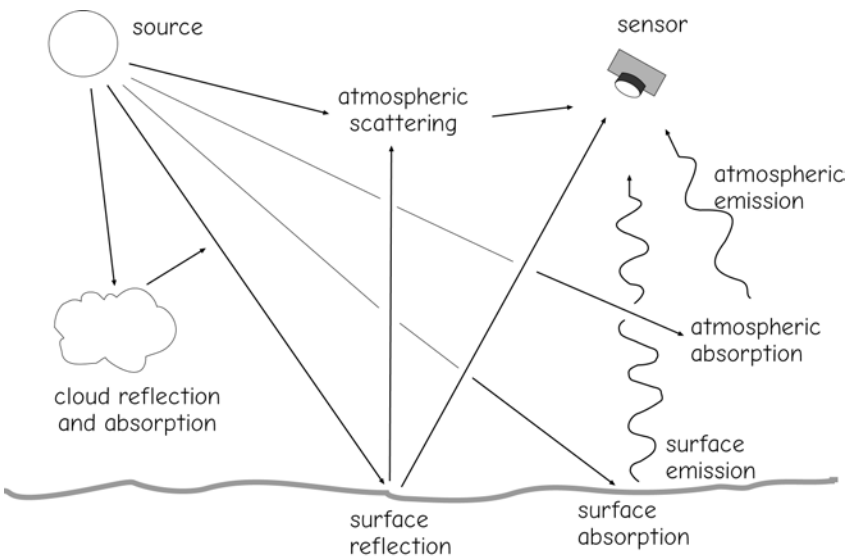 source
sensor
atmospheric
scattering
atmospheric
emission
atmospheric
absorption
cloud reflection
and absorption
surface
emission
surface
reflection
surface
absorption